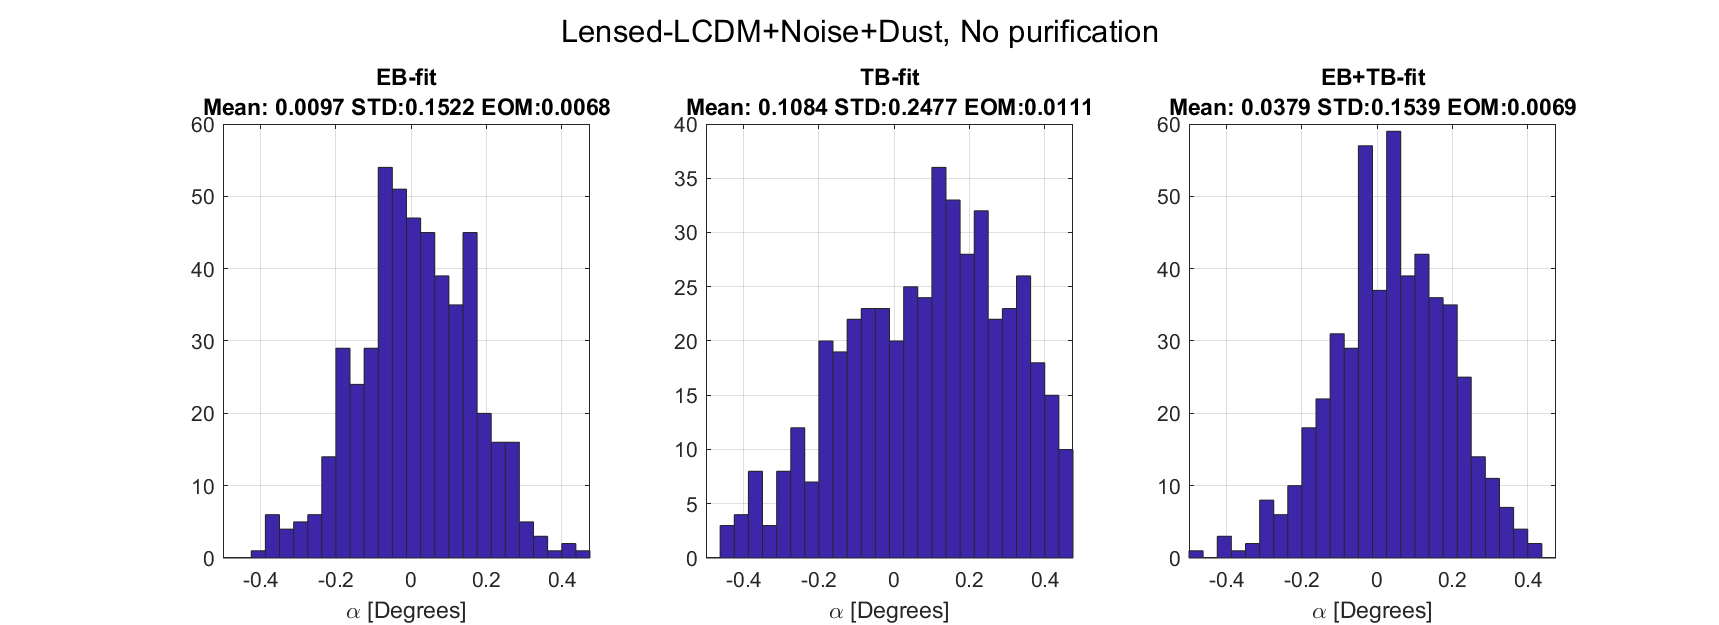 Lensed-LCDM+Noise+Dust, No purification
EB-fit
Mean: 0.0097 STD:0.1522 EOM:0.0068
60
50
40
30
20
10
0
-0.4 -0.2 0 0.2 0.4
α [Degrees]
TB-fit
Mean: 0.1084 STD:0.2477 EOM:0.0111
40
35
30
25
20
15
10
5
0
-0.4 -0.2 0 0.2 0.4
α [Degrees]
EB+TB-fit
Mean: 0.0379 STD:0.1539 EOM:0.0069
60
50
40
30
20
10
0
-0.4 -0.2 0 0.2 0.4
α [Degrees]